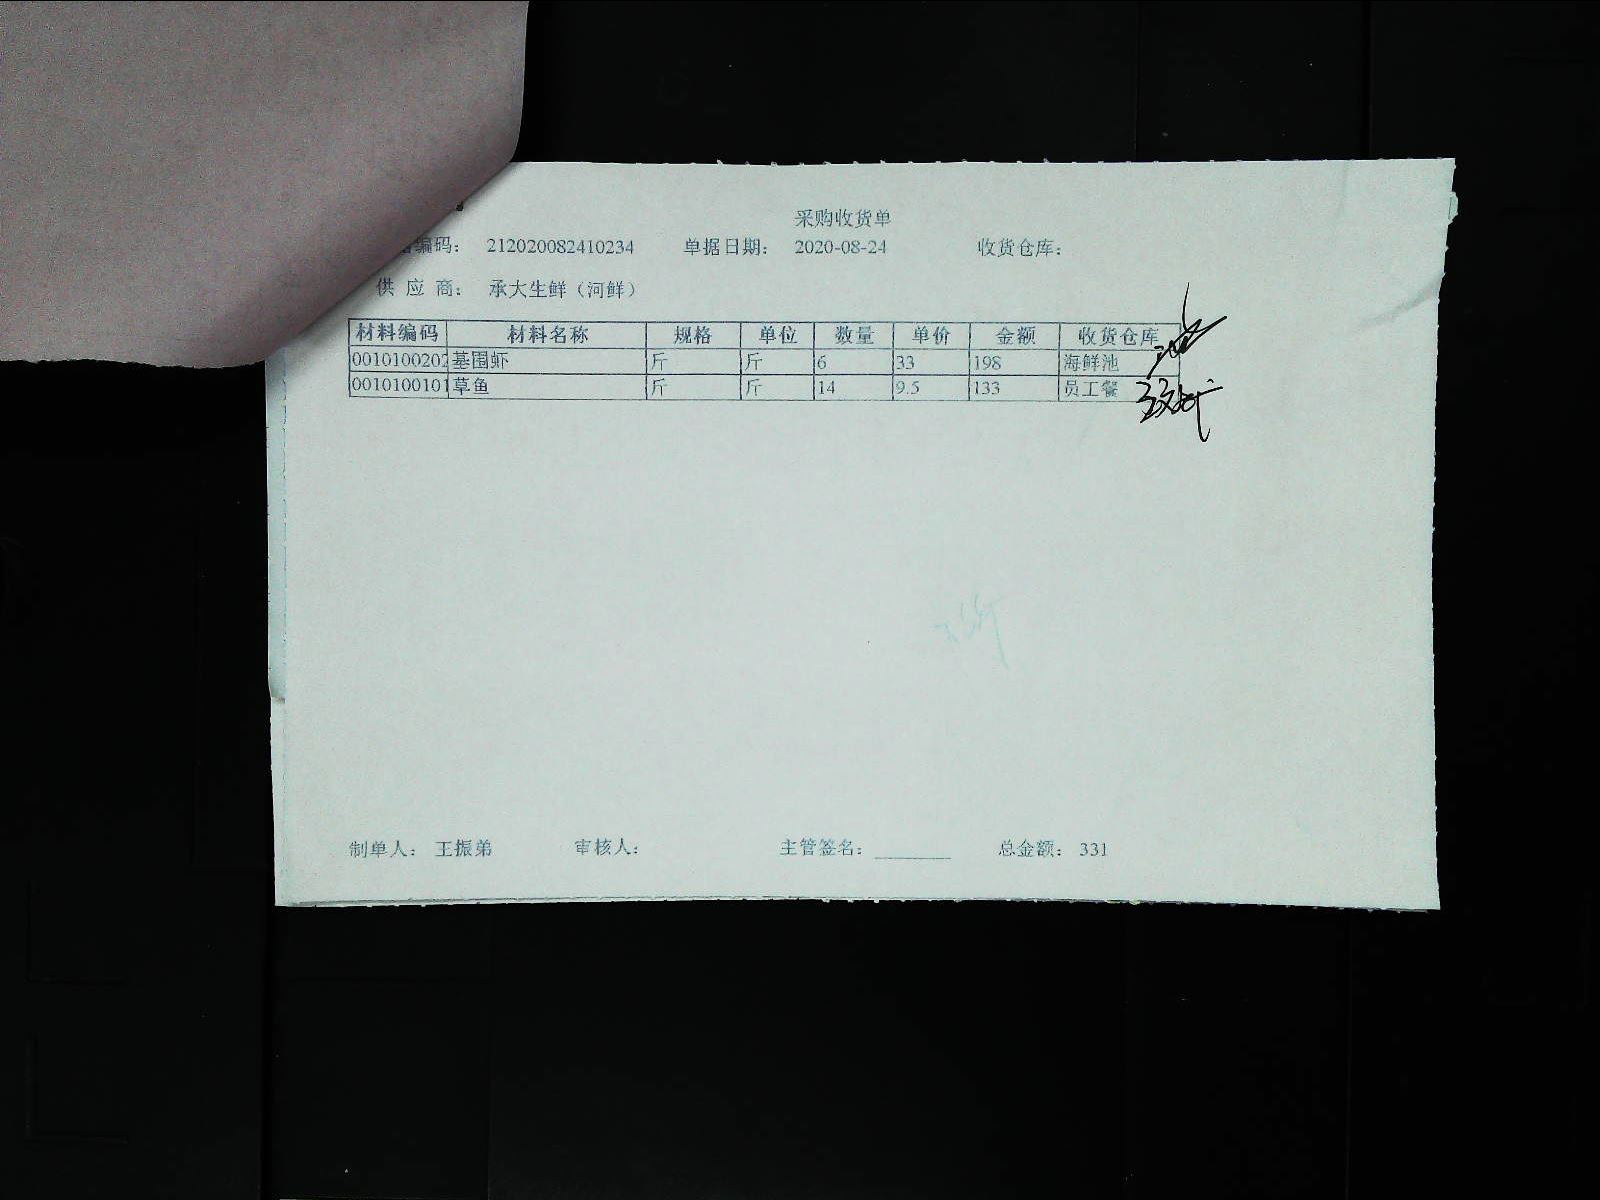 采购收货单
编码： 212020082410234 单据日期： 2020-08-24 收货仓库：
供 应 商： 承大生鲜（河鲜）
材料编码 材料名称 规格 单位 数量 单价 金额 收货仓库
0010100202 基围虾 斤 斤 6 33 198 海鲜池
0010100101 草鱼 斤 斤 14 9.5 133 员工餐
制单人： 王振弟 审核人： 主管签名： 总金额： 331